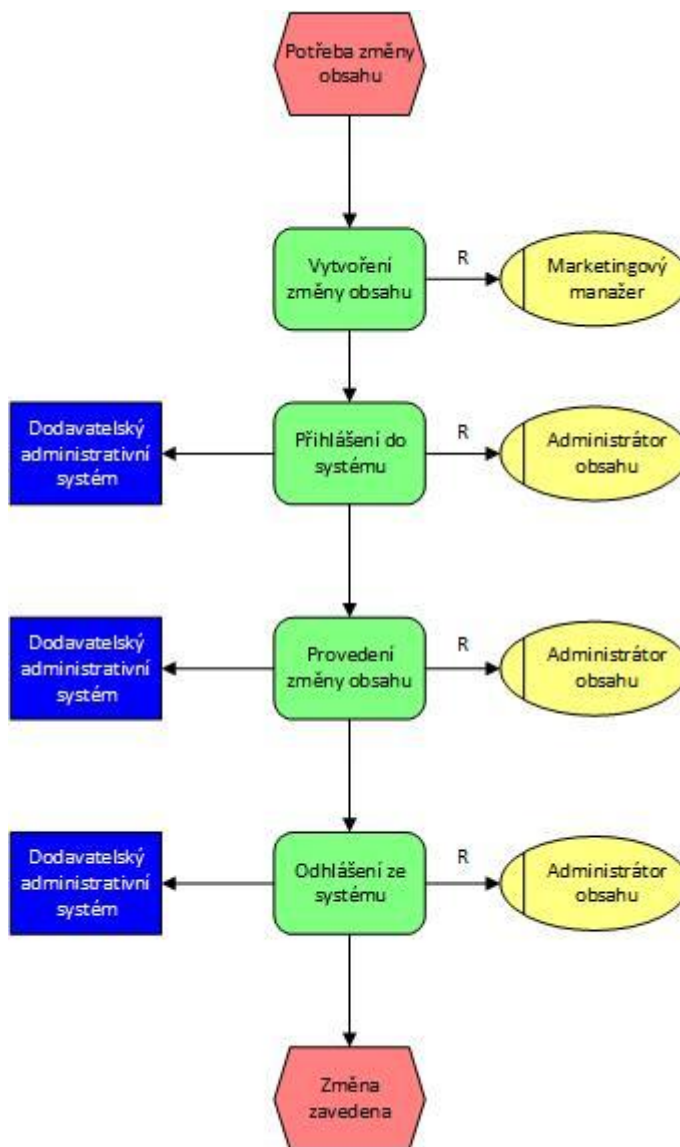 Potřeba změny
obsahu
Vytvoření
změny obsahu
R
Marketingový
manažer
Dodavatelský
administrativní
systém
Přihlášení do
systému
R
Administrátor
obsahu
Dodavatelský
administrativní
systém
Provedení
změny obsahu
R
Administrátor
obsahu
Dodavatelský
administrativní
systém
Odhlášení ze
systému
R
Administrátor
obsahu
Změna
zavedena